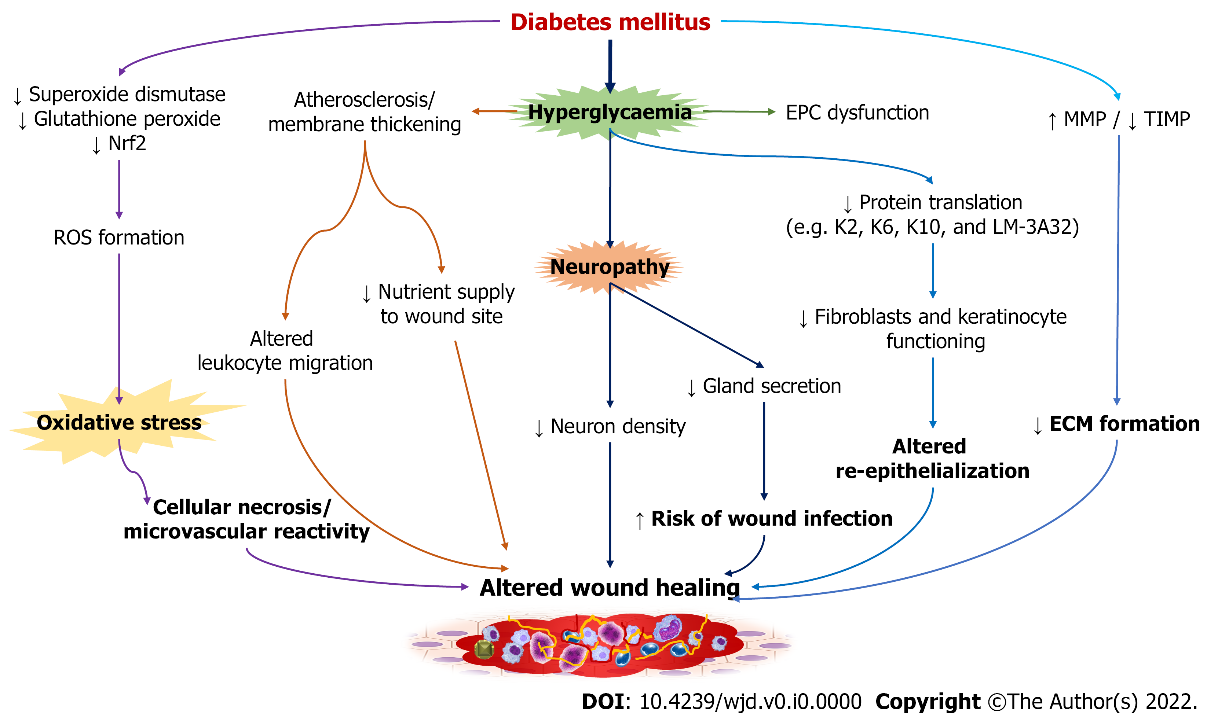 Diabetes mellitus
↓ Superoxide dismutase
↓ Glutathione peroxide
↓ Nrf2
Atherosclerosis/
membrane thickening
Hyperglycaemia
EPC dysfunction
↑ MMP / ↓ TIMP
↓ Protein translation
(e.g. K2, K6, K10, and LM-3A32)
ROS formation
Neuropathy
↓ Nutrient supply
to wound site
↓ Fibroblasts and keratinocyte
functioning
Altered
leukocyte migration
↓ Gland secretion
Oxidative stress
↓ Neuron density
↓ ECM formation
Altered
re-epithelialization
Cellular necrosis/
microvascular reactivity
↑ Risk of wound infection
Altered wound healing
DOI: 10.4239/wjd.v0.i0.0000 Copyright ©The Author(s) 2022.